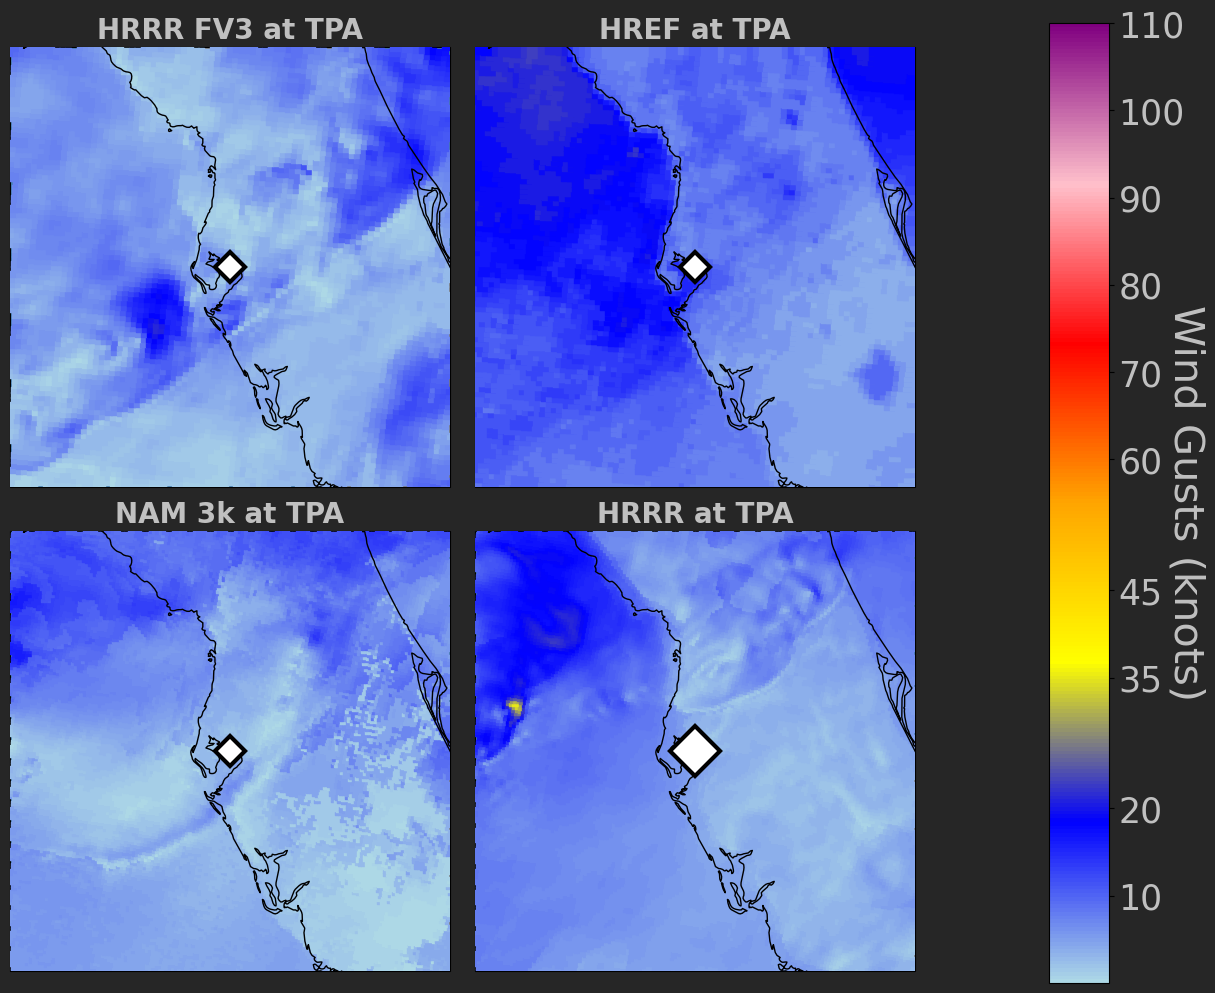 HRRR FV3 at TPA
HREF at TPA
NAM 3k at TPA
HRRR at TPA
110
100
90
80
70
60
45
35
20
10
Wind Gusts (knots)